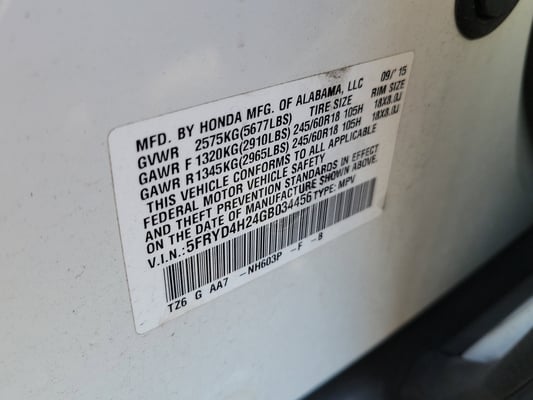 MFD. BY HONDA MFG. OF ALABAMA, LLC 09/'15
GVWR 2575KG(5677LBS) TIRE SIZE RIM SIZE
GAWR F1320KG(2910LBS) 245/60R18 105H 18X8.0J
GAWR R1345KG(2965LBS) 245/60R18 105H 18X8.0J
THIS VEHICLE CONFORMS TO ALL APPLICABLE
FEDERAL MOTOR VEHICLE SAFETY
AND THEFT PREVENTION STANDARDS IN EFFECT
ON THE DATE OF MANUFACTURE SHOWN ABOVE.
V.I.N.: 5FRYD4H24GB034456 TYPE: MPV
TZ6 G AA7 -NH603P -F -B